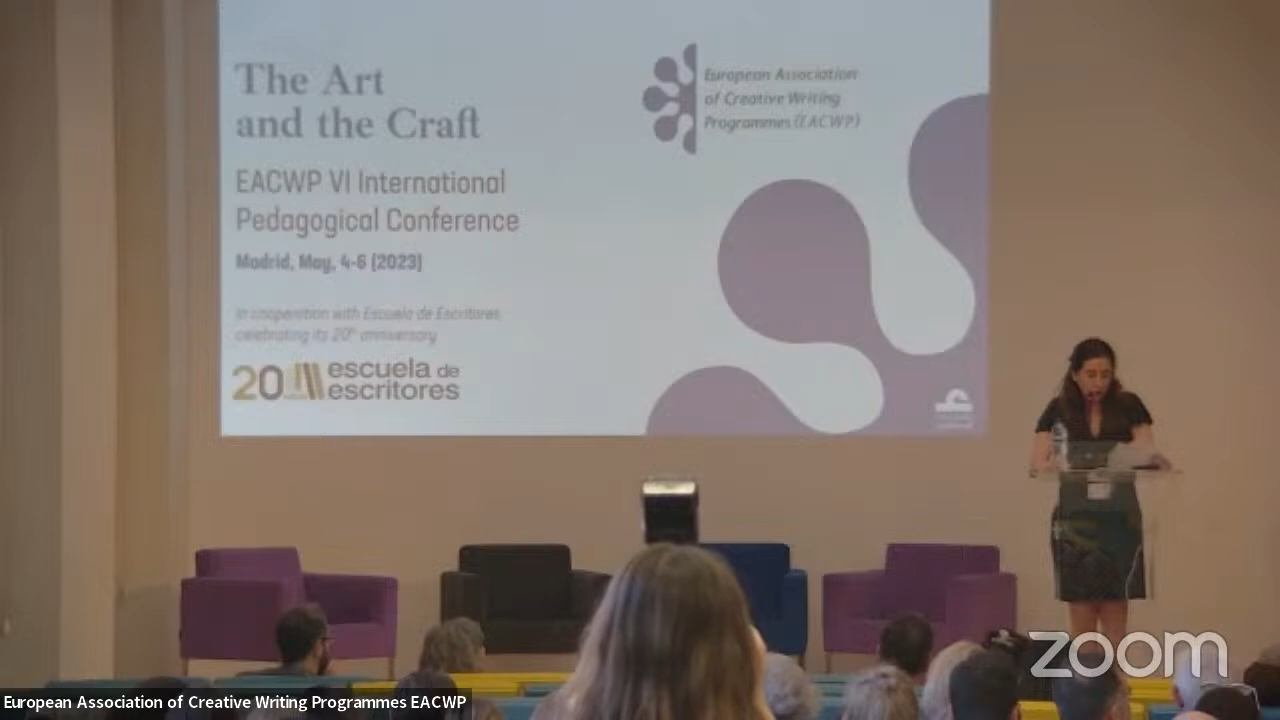 The Art
and the Craft
EACWP VI International
Pedagogical Conference
Madrid, May, 4-6 (2023)
In cooperation with Escuela de Escritores
celebrating its 20th anniversary
20 escuela de
escritores
European Association
of Creative Writing
Programmes (EACWP)
zoom
European Association of Creative Writing Programmes EACWP